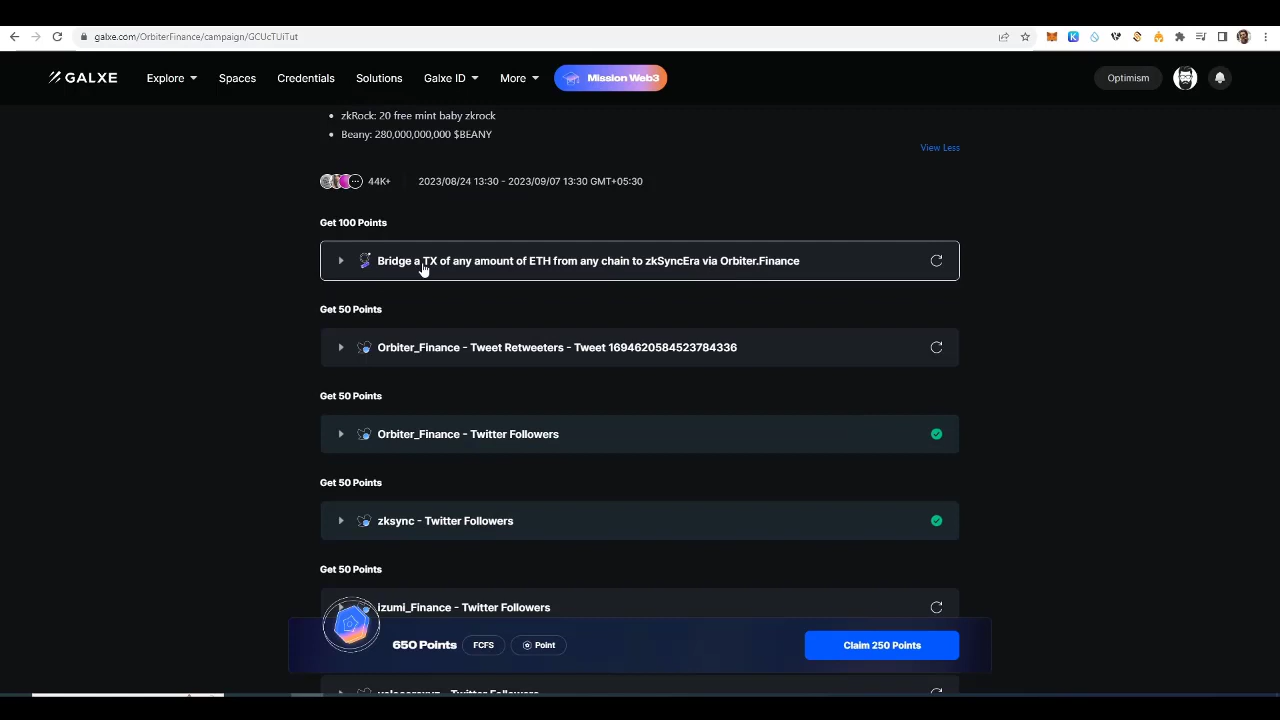 galxe.com/OrbiterFinance/campaign/GCUcTUiTut
GALXE
Explore
Spaces
Credentials
Solutions
Galxe ID
More
Mission Web3
Optimism
zkRock: 20 free mint baby zkrock
Beany: 280,000,000,000 $BEANY
View Less
44K+
2023/08/24 13:30 - 2023/09/07 13:30 GMT+05:30
Get 100 Points
Bridge a TX of any amount of ETH from any chain to zkSyncEra via Orbiter.Finance
Get 50 Points
Orbiter_Finance - Tweet Retweeters - Tweet 1694620584523784336
Get 50 Points
Orbiter_Finance - Twitter Followers
Get 50 Points
zksync - Twitter Followers
Get 50 Points
izumi_Finance - Twitter Followers
650 Points
FCFS
Point
Claim 250 Points
Twitter Followers